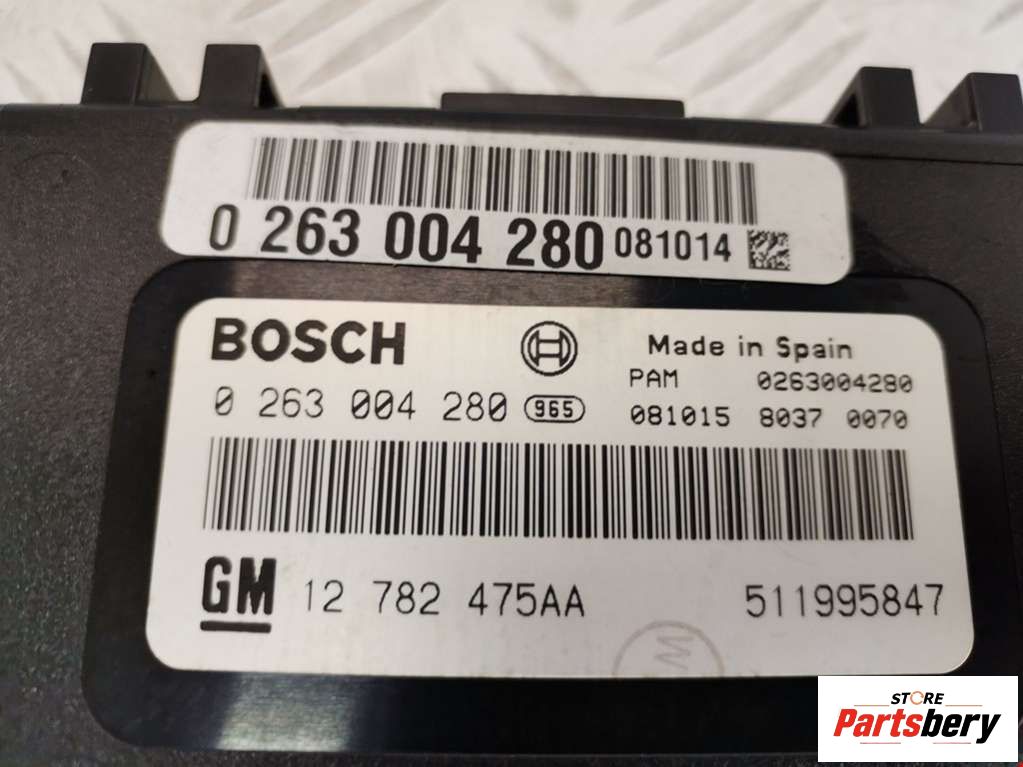 0 263 004 280 081014
BOSCH
Made in Spain
PAM 0263004280
0 263 004 280 965
081015 8037 0070
GM 12 782 475AA 511995847
W
STORE
Partsbery